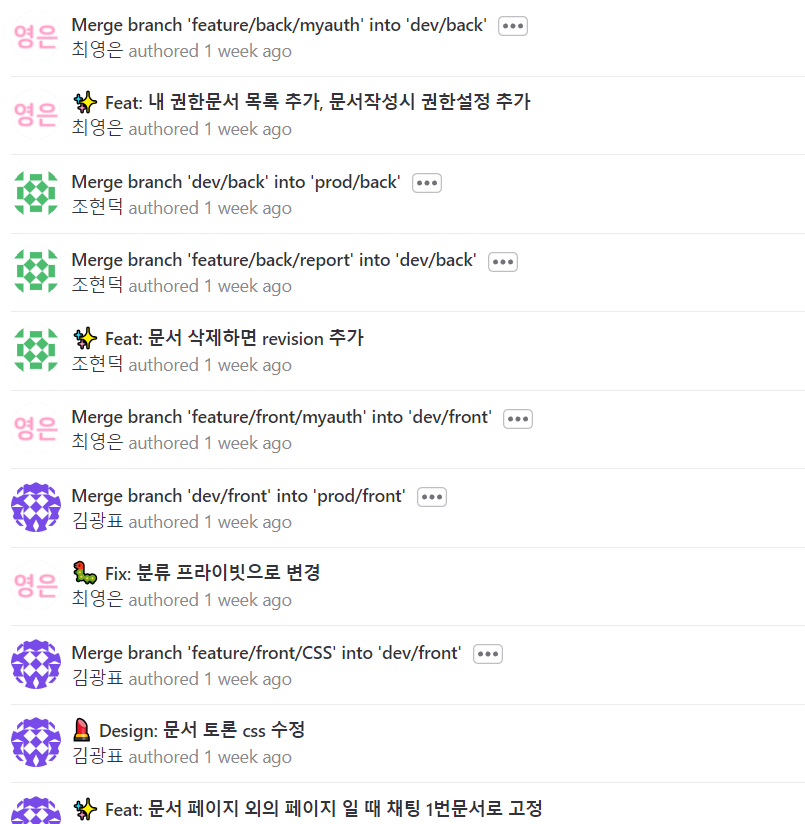 영은
Merge branch 'feature/back/myauth' into 'dev/back'
최영은 authored 1 week ago
영은
Feat: 내 권한문서 목록 추가, 문서작성시 권한설정 추가
최영은 authored 1 week ago
Merge branch 'dev/back' into 'prod/back'
조현덕 authored 1 week ago
Merge branch 'feature/back/report' into 'dev/back'
조현덕 authored 1 week ago
Feat: 문서 삭제하면 revision 추가
조현덕 authored 1 week ago
영은
Merge branch 'feature/front/myauth' into 'dev/front'
최영은 authored 1 week ago
Merge branch 'dev/front' into 'prod/front'
김광표 authored 1 week ago
영은
Fix: 분류 프라이빗으로 변경
최영은 authored 1 week ago
Merge branch 'feature/front/CSS' into 'dev/front'
김광표 authored 1 week ago
Design: 문서 토론 css 수정
김광표 authored 1 week ago
Feat: 문서 페이지 외의 페이지 일 때 채팅 1번문서로 고정